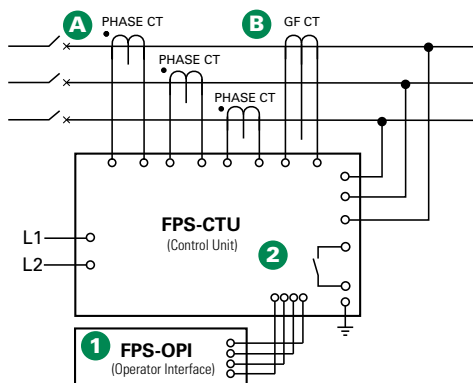 A PHASE CT B GF CT
PHASE CT
PHASE CT
FPS-CTU
(Control Unit)
L1
2
L2
1 FPS-OPI
(Operator Interface)